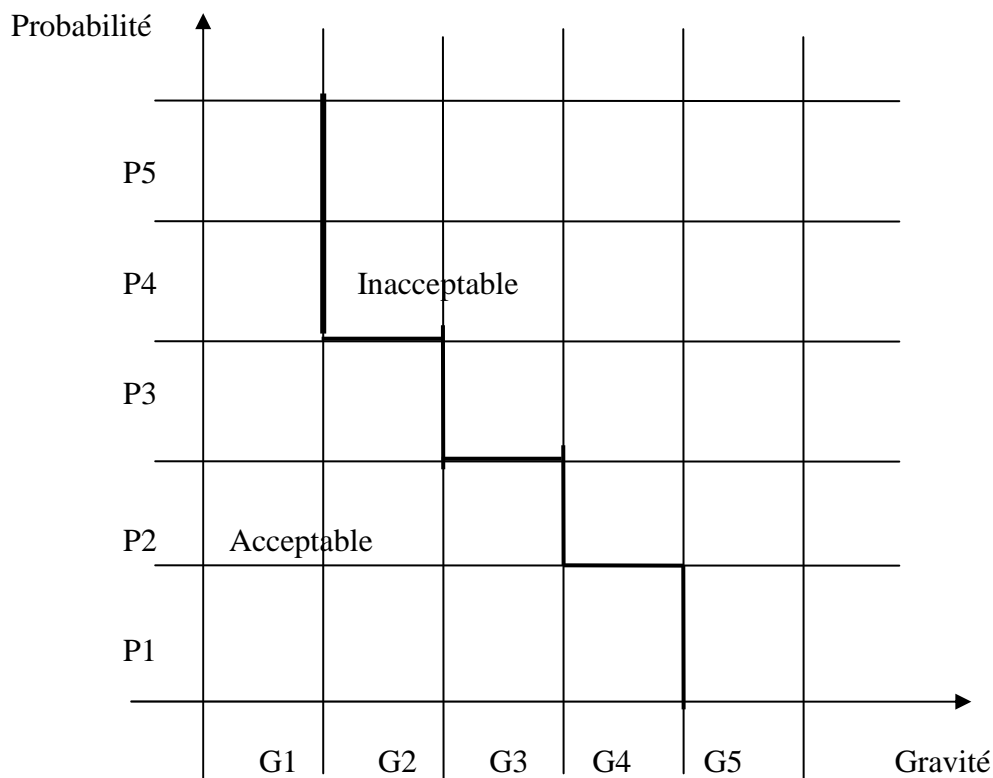 Probabilité
P5
P4
Inacceptable
P3
P2
Acceptable
P1
G1
G2
G3
G4
G5
Gravité